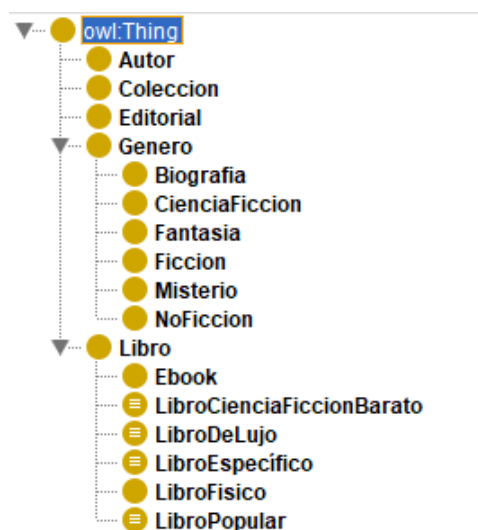 owl:Thing
Autor
Coleccion
Editorial
Genero
Biografia
CienciaFiccion
Fantasia
Ficcion
Misterio
NoFiccion
Libro
Ebook
LibroCienciaFiccionBarato
LibroDeLujo
LibroEspecífico
LibroFisico
LibroPopular